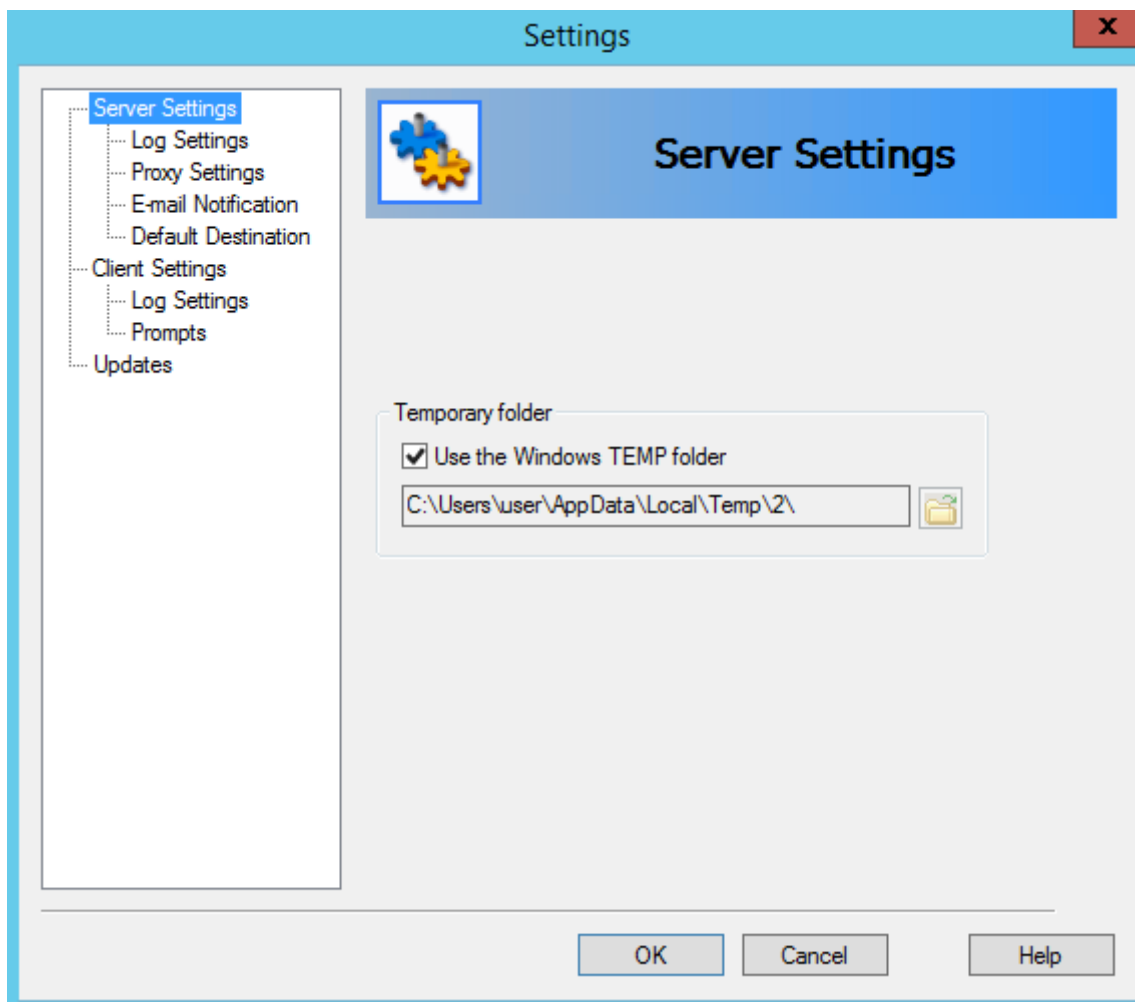 Settings
x
Server Settings
Log Settings
Proxy Settings
E-mail Notification
Default Destination
Client Settings
Log Settings
Prompts
Updates
Server Settings
Temporary folder
Use the Windows TEMP folder
C:\Users\user\AppData\Local\Temp\2\
OK
Cancel
Help